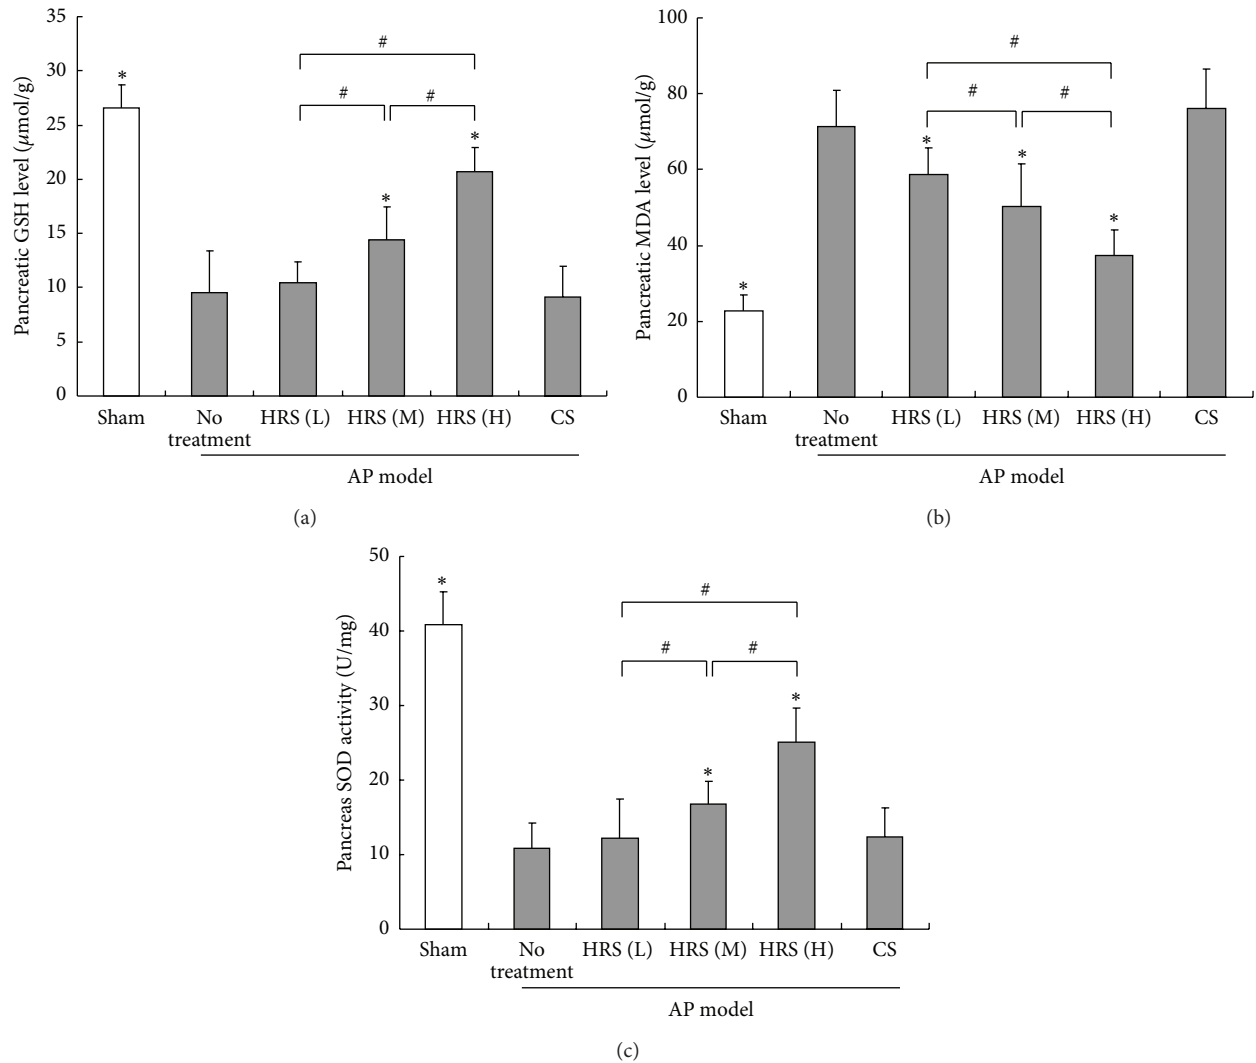 35
30
25
20
15
10
5
0
Pancreatic GSH level (μmol/g)
*
#
#
#
*
*
Sham
No treatment
HRS (L)
HRS (M)
HRS (H)
CS
AP model
(a)
100
80
60
40
20
0
Pancreatic MDA level (μmol/g)
#
#
#
*
*
*
*
Sham
No treatment
HRS (L)
HRS (M)
HRS (H)
CS
AP model
(b)
50
40
30
20
10
0
Pancreas SOD activity (U/mg)
*
#
#
#
*
*
Sham
No treatment
HRS (L)
HRS (M)
HRS (H)
CS
AP model
(c)